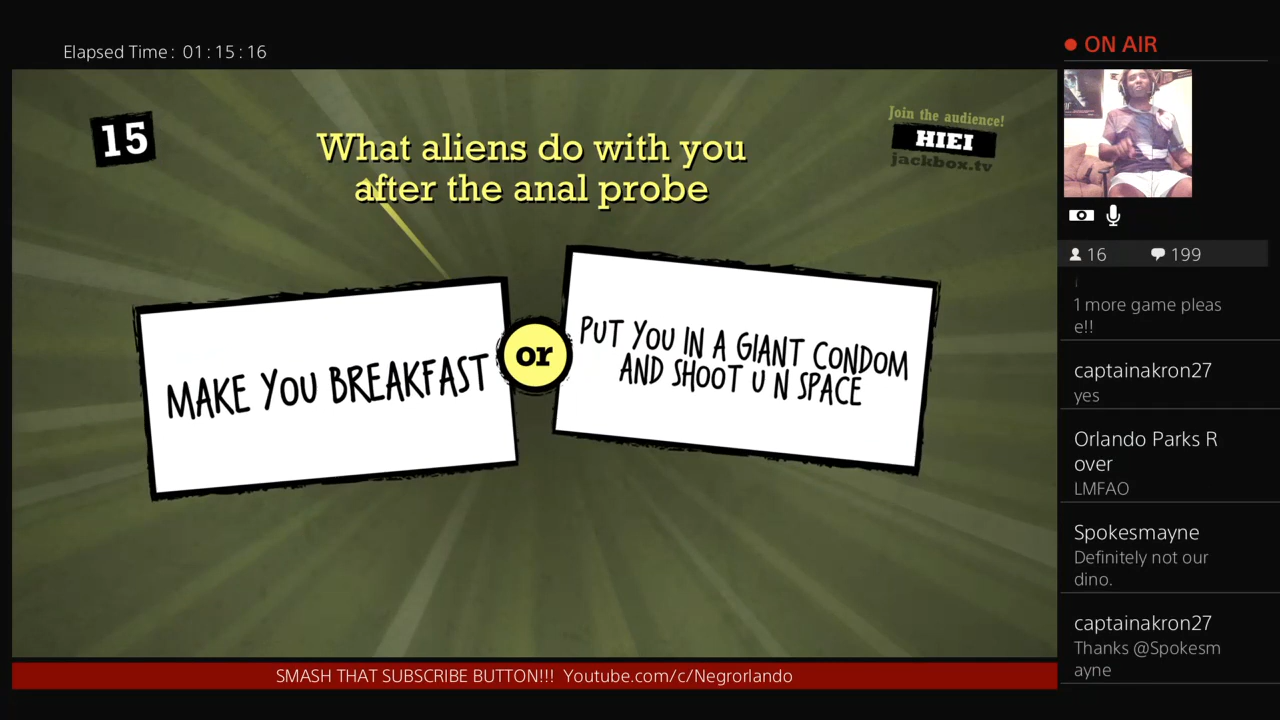 Elapsed Time: 01:15:16
ON AIR
15
What aliens do with you
after the anal probe
Join the audience!
HIEI
jackbox.tv
MAKE YOU BREAKFAST
or
PUT YOU IN A GIANT CONDOM
AND SHOOT U N SPACE
16
199
1 more game pleas
e!!
captainakron27
yes
Orlando Parks R
over
LMFAO
Spokesmayne
Definitely not our
dino.
captainakron27
Thanks @Spokesm
ayne
SMASH THAT SUBSCRIBE BUTTON!!! Youtube.com/c/Negrorlando